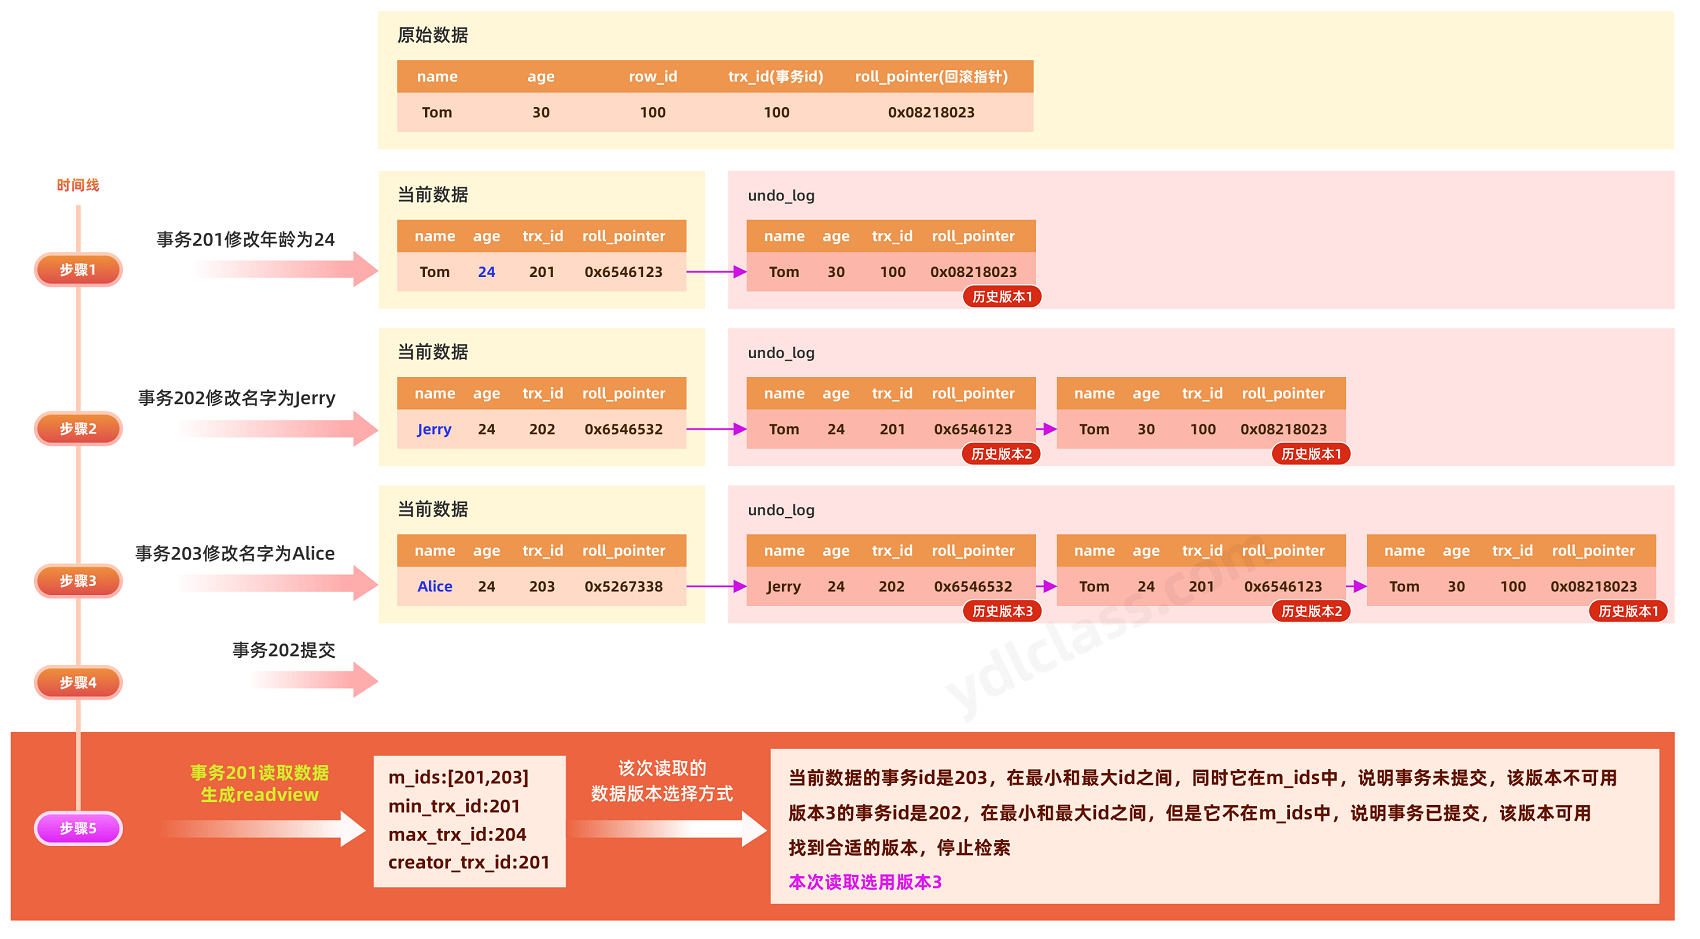 原始数据
name age row_id trx_id(事务id) roll_pointer(回滚指针)
Tom 30 100 100 0x08218023
时间线
步骤1
事务201修改年龄为24
当前数据
name age trx_id roll_pointer
Tom 24 201 0x6546123
undo_log
name age trx_id roll_pointer
Tom 30 100 0x08218023
历史版本1
步骤2
事务202修改名字为Jerry
当前数据
name age trx_id roll_pointer
Jerry 24 202 0x6546532
undo_log
name age trx_id roll_pointer
Tom 24 201 0x6546123
历史版本2
name age trx_id roll_pointer
Tom 30 100 0x08218023
历史版本1
步骤3
事务203修改名字为Alice
当前数据
name age trx_id roll_pointer
Alice 24 203 0x5267338
undo_log
name age trx_id roll_pointer
Jerry 24 202 0x6546532
历史版本3
name age trx_id roll_pointer
Tom 24 201 0x6546123
历史版本2
name age trx_id roll_pointer
Tom 30 100 0x08218023
历史版本1
步骤4
事务202提交
ydlclass.com
步骤5
事务201读取数据
生成readview
m_ids:[201,203]
min_trx_id:201
max_trx_id:204
creator_trx_id:201
该次读取的
数据版本选择方式
当前数据的事务id是203，在最小和最大id之间，同时它在m_ids中，说明事务未提交，该版本不可用
版本3的事务id是202，在最小和最大id之间，但是它不在m_ids中，说明事务已提交，该版本可用
找到合适的版本，停止检索
本次读取选用版本3